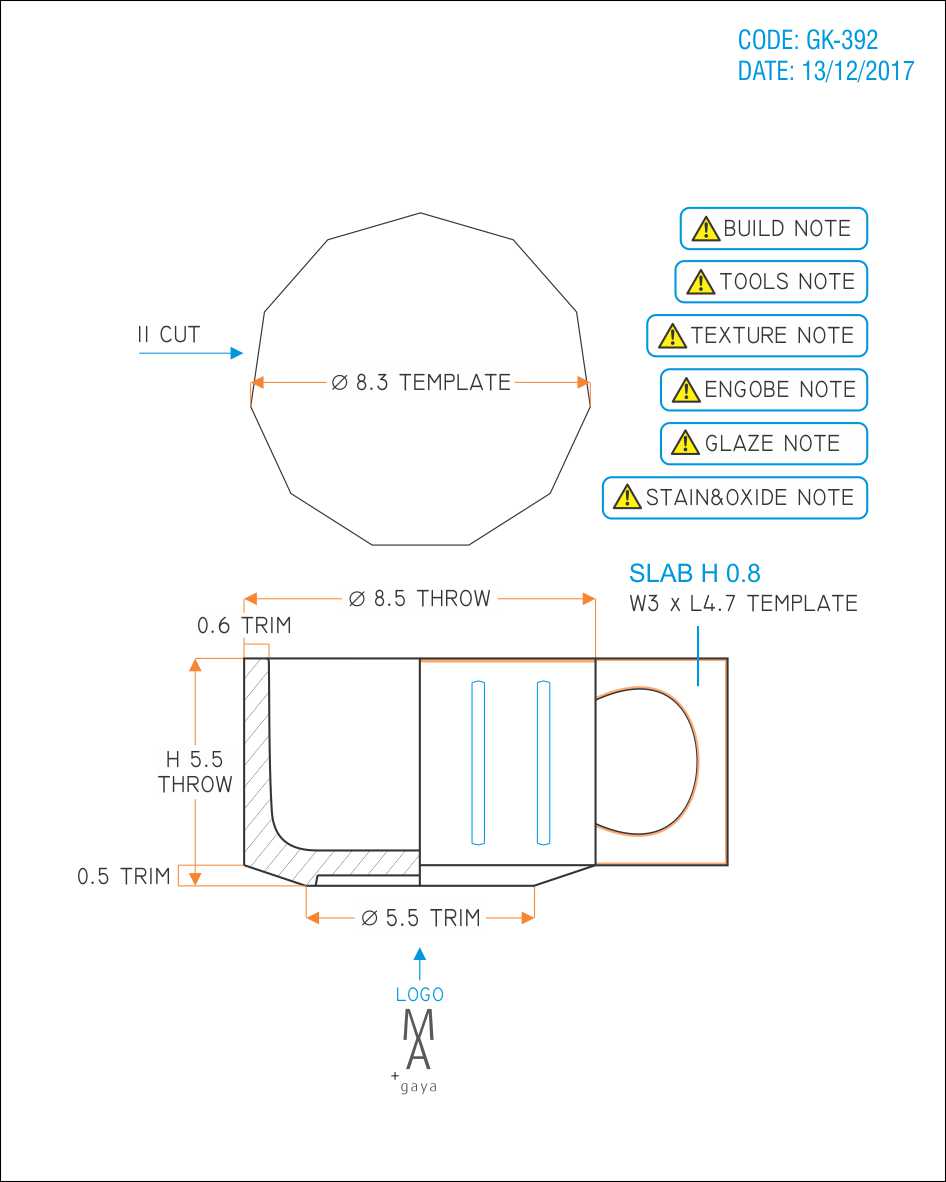 CODE: GK-392
DATE: 13/12/2017
BUILD NOTE
TOOLS NOTE
II CUT
TEXTURE NOTE
Ø 8.3 TEMPLATE
ENGOBE NOTE
GLAZE NOTE
STAIN&OXIDE NOTE
SLAB H 0.8
W3 x L4.7 TEMPLATE
Ø 8.5 THROW
0.6 TRIM
H 5.5
THROW
0.5 TRIM
Ø 5.5 TRIM
LOGO
M
A
+
gaya